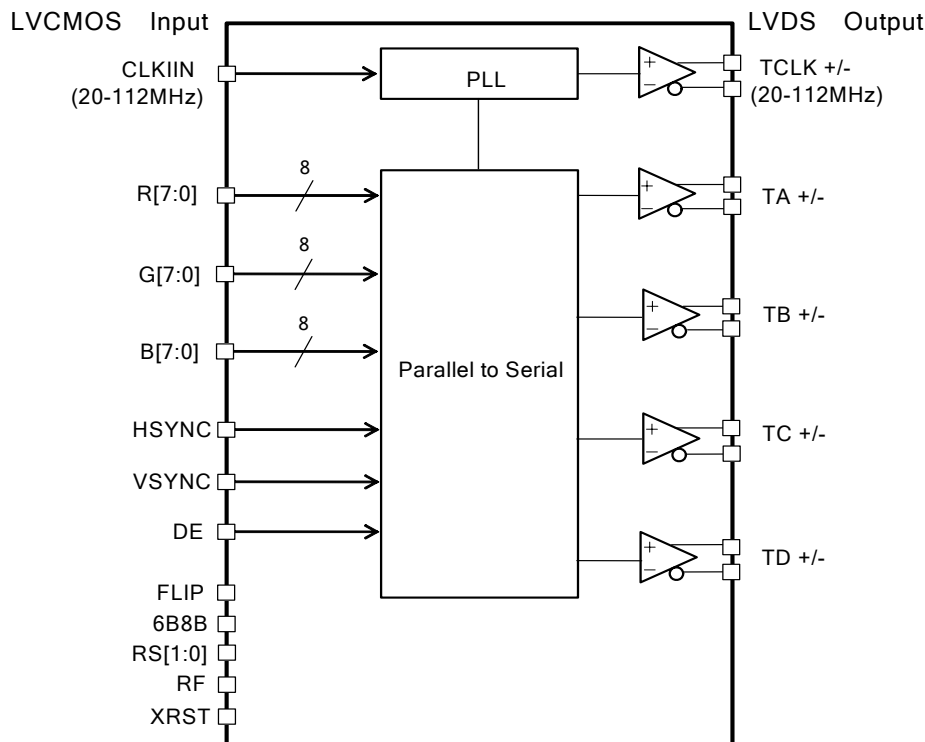 LVCMOS Input
LVDS Output
CLKIIN
(20-112MHz)
PLL
+
−
TCLK +/-
(20-112MHz)
R[7:0]
8
+
−
TA +/-
G[7:0]
8
+
−
TB +/-
B[7:0]
8
Parallel to Serial
HSYNC
+
−
TC +/-
VSYNC
DE
+
−
TD +/-
FLIP
6B8B
RS[1:0]
RF
XRST